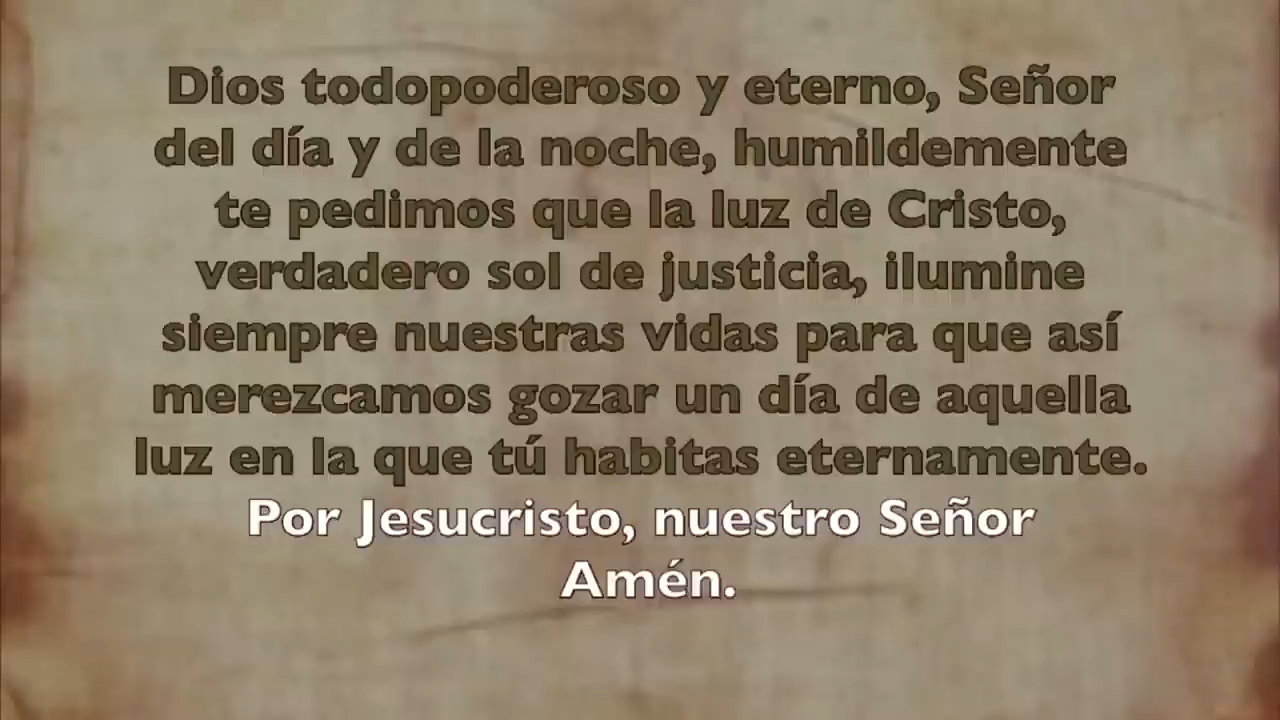 Dios todopoderoso y eterno, Señor
del día y de la noche, humildemente
te pedimos que la luz de Cristo,
verdadero sol de justicia, ilumine
siempre nuestras vidas para que así
merezcamos gozar un día de aquella
luz en la que tú habitas eternamente.
Por Jesucristo, nuestro Señor
Amén.